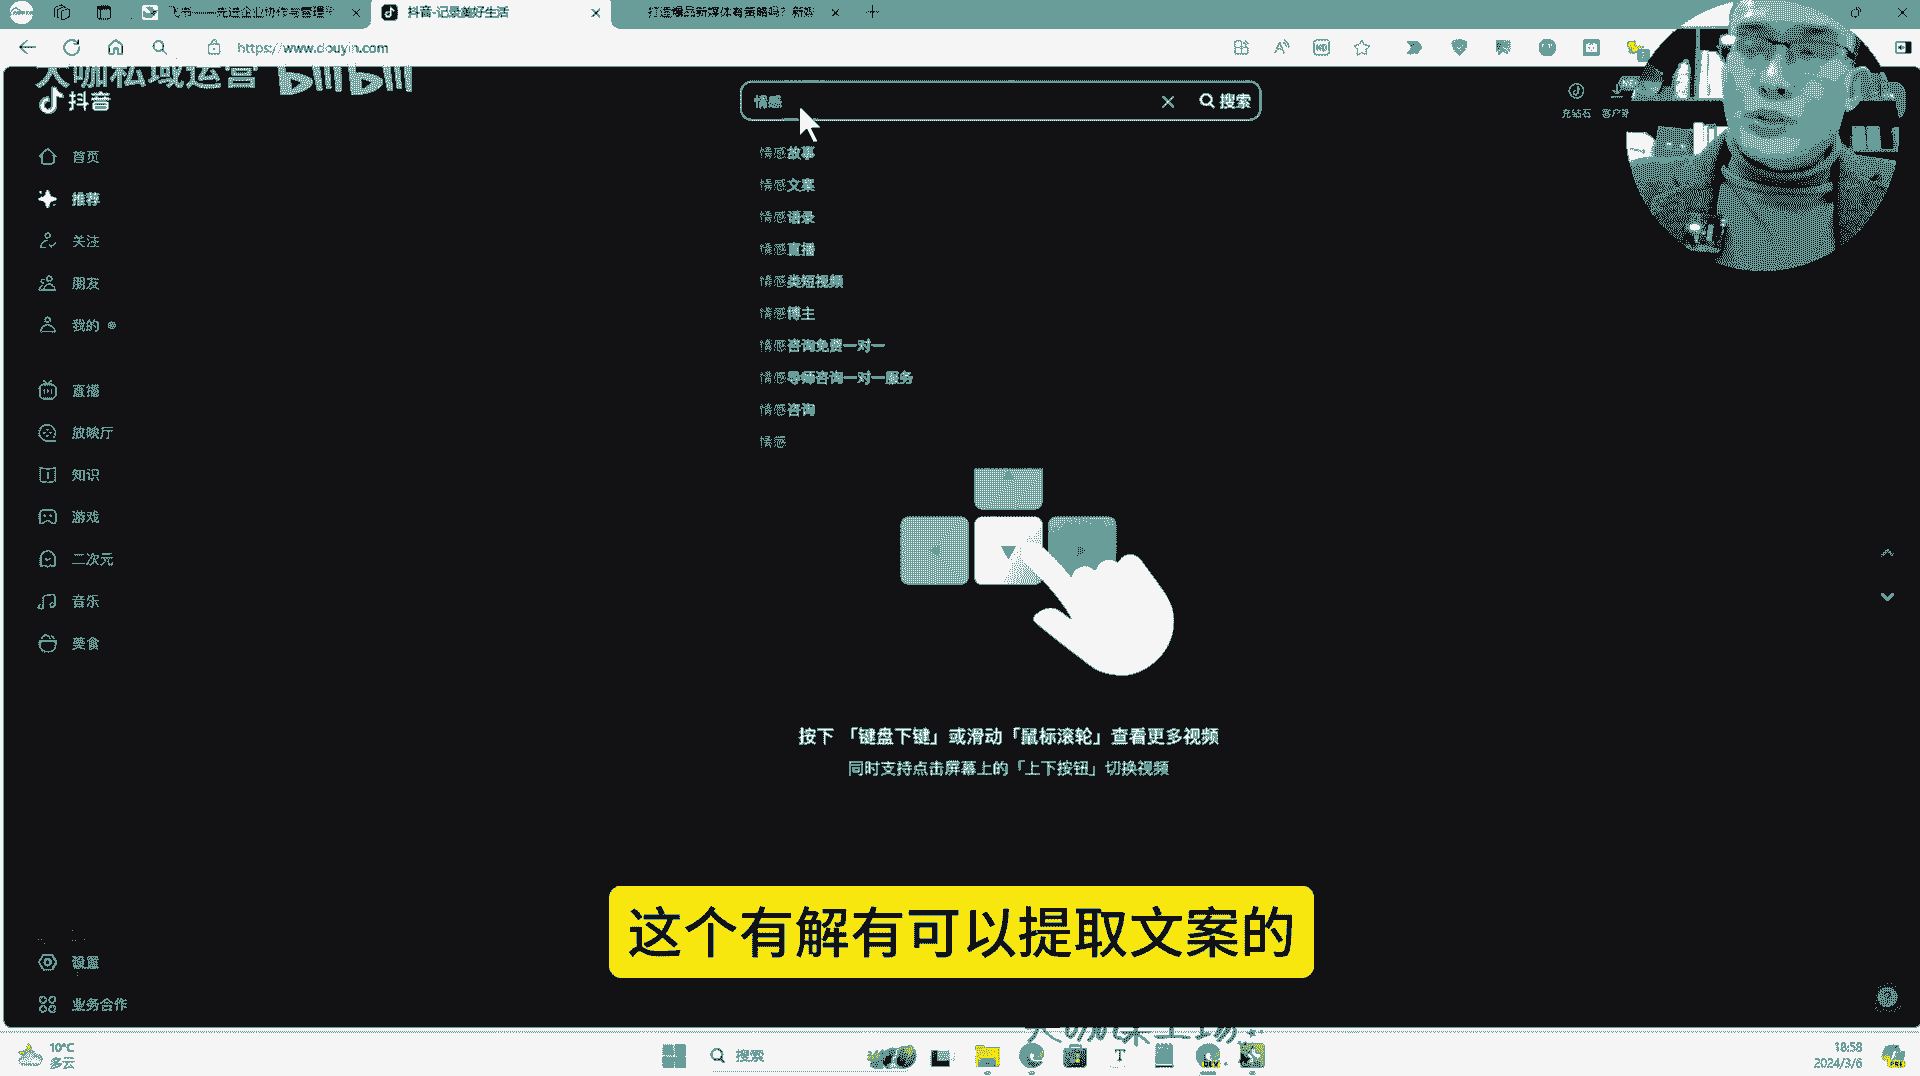 飞书——先进企业协作与管理平
抖音-记录美好生活
打造爆品新媒体有策略吗？新媒
https://www.douyin.com
大咖私域运营 bilibili
抖音
情感
搜索
充钻石
客户端
情感故事
情感文案
情感语录
情感直播
情感类短视频
情感博主
情感咨询免费一对一
情感导师咨询一对一服务
情感咨询
情感
首页
推荐
关注
朋友
我的
直播
放映厅
知识
游戏
二次元
音乐
美食
设置
业务合作
按下 「键盘下键」或滑动「鼠标滚轮」查看更多视频
同时支持点击屏幕上的「上下按钮」切换视频
这个有解有可以提取文案的
10°C
多云
搜索
18:58
2024/3/6